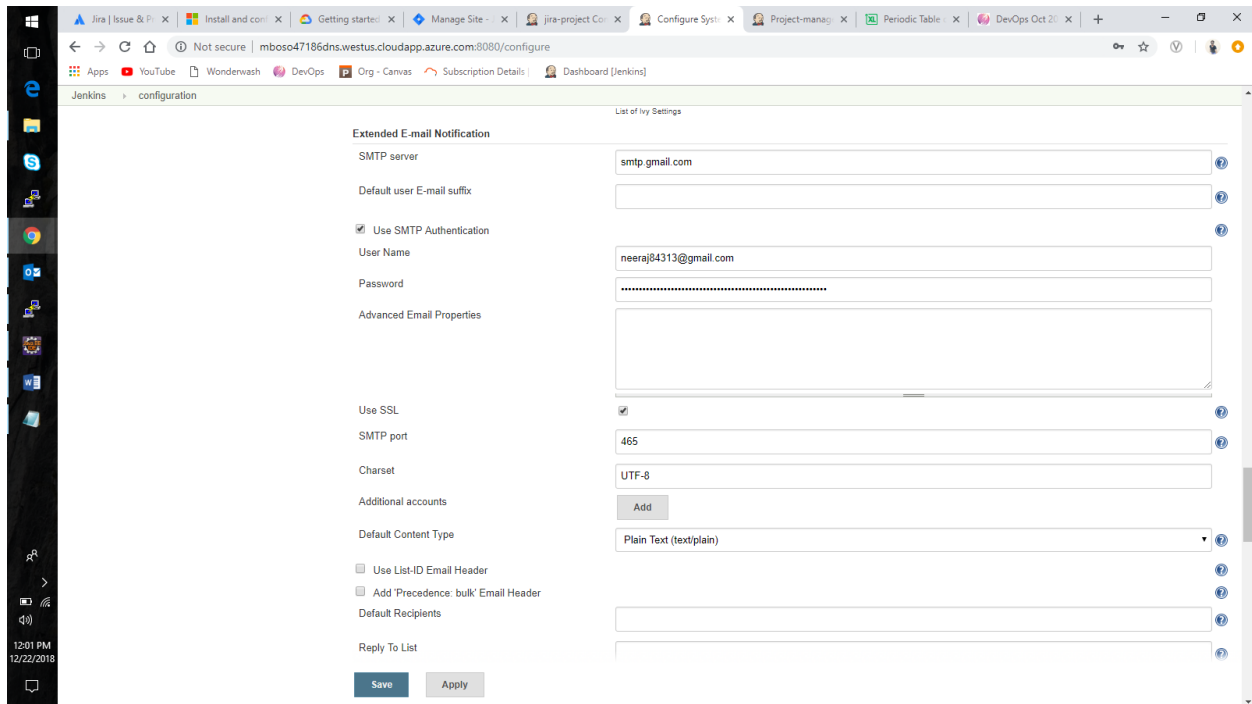 Jira | Issue & P
Install and con
Getting started
Manage Site -
jira-project Co
Configure Syste
Project-manag
Periodic Table
DevOps Oct 20
Not secure | mboso47186dns.westus.cloudapp.azure.com:8080/configure
Apps YouTube Wonderwash DevOps Org - Canvas Subscription Details | Dashboard [Jenkins]
Jenkins configuration
List of Ivy Settings
Extended E-mail Notification
SMTP server smtp.gmail.com
Default user E-mail suffix
Use SMTP Authentication
User Name neeraj84313@gmail.com
Password
Advanced Email Properties
Use SSL
SMTP port 465
Charset UTF-8
Additional accounts Add
Default Content Type Plain Text (text/plain)
Use List-ID Email Header
Add 'Precedence: bulk' Email Header
Default Recipients
Reply To List
Save Apply
12:01 PM
12/22/2018